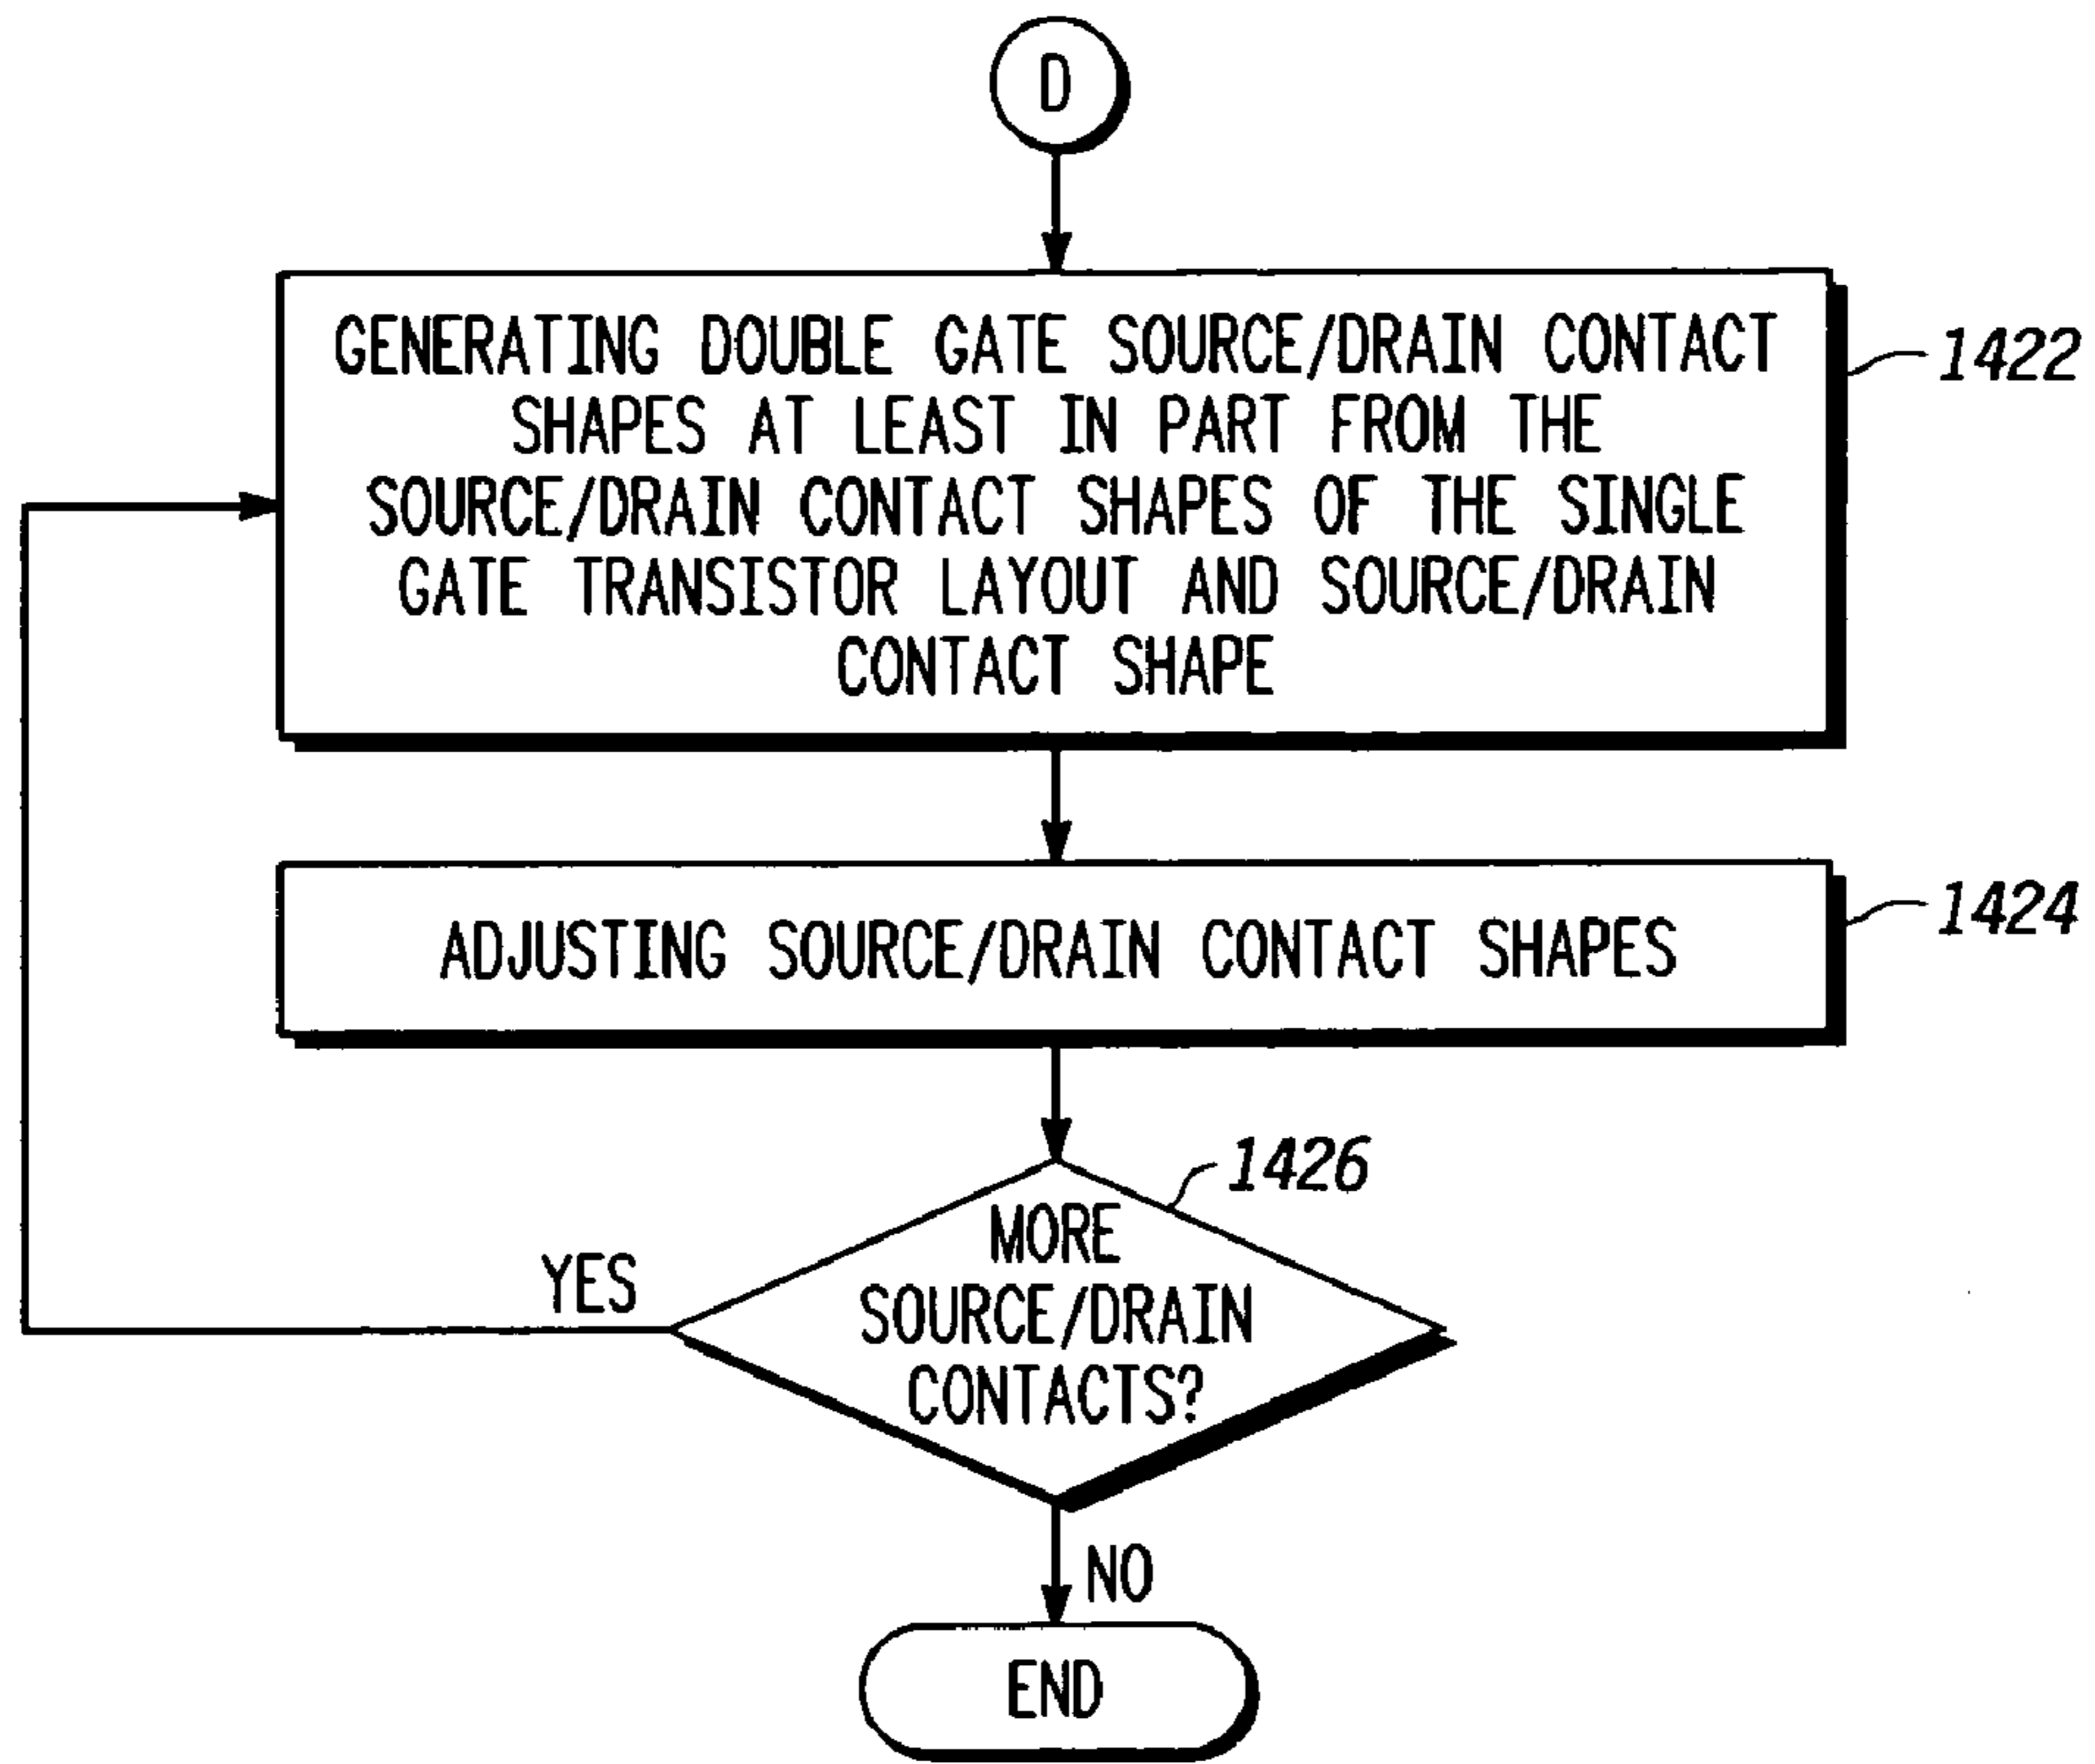 D
GENERATING DOUBLE GATE SOURCE/DRAIN CONTACT
SHAPES AT LEAST IN PART FROM THE
SOURCE/DRAIN CONTACT SHAPES OF THE SINGLE
GATE TRANSISTOR LAYOUT AND SOURCE/DRAIN
CONTACT SHAPE
1422
ADJUSTING SOURCE/DRAIN CONTACT SHAPES
1424
1426
MORE
SOURCE/DRAIN
CONTACTS?
YES
NO
END